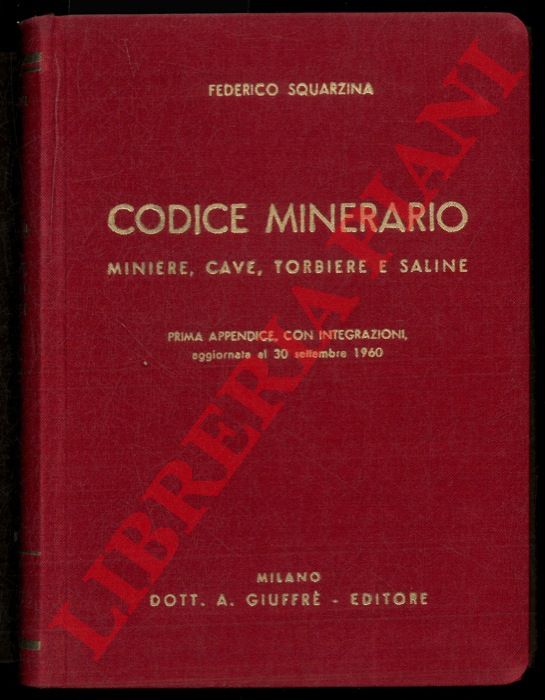 FEDERICO SQUARZINA
CODICE MINERARIO
MINIERE, CAVE, TORBIERE E SALINE
PRIMA APPENDICE, CON INTEGRAZIONI,
aggiornata al 30 settembre 1960
MILANO
DOTT. A. GIUFFRÈ - EDITORE
LIBRERIA PIANI